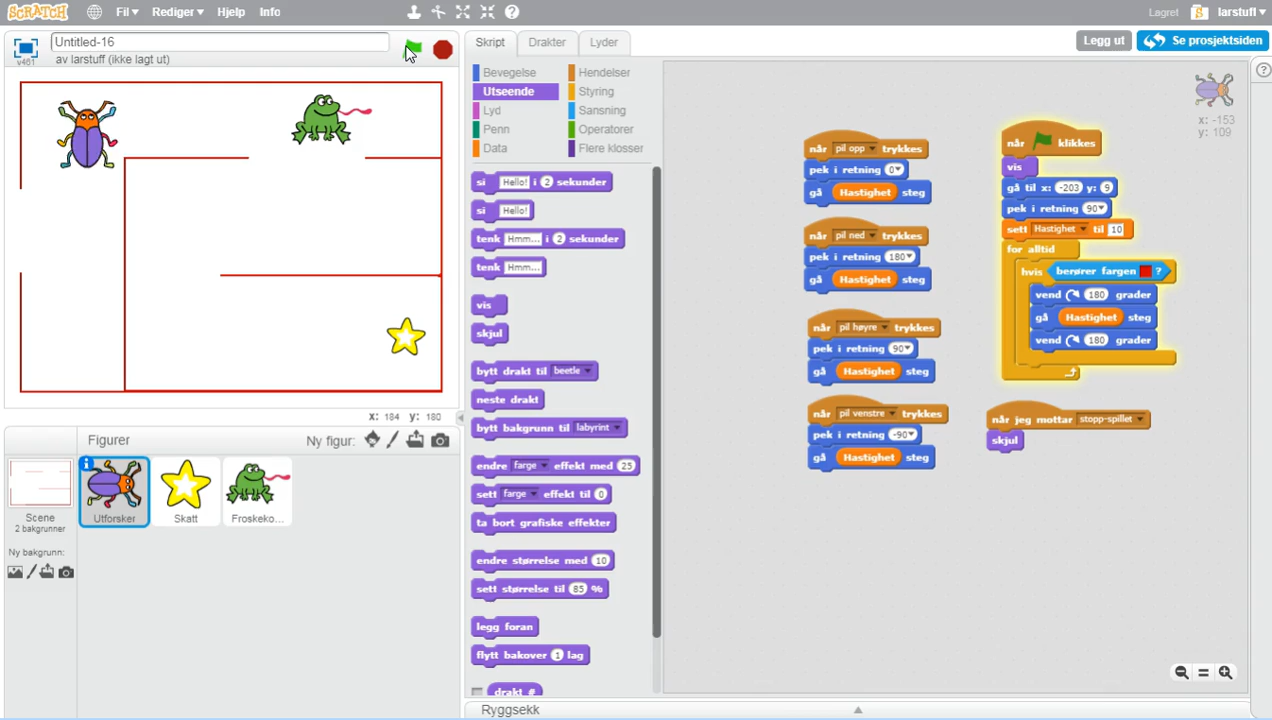 SCRATCH Fil▼ Rediger▼ Hjelp Info Lagret larstufl▼
v461 Untitled-16
av larstuff (ikke lagt ut)
Skript Drakter Lyder Legg ut Se prosjektsiden
Bevegelse Hendelser
Utseende Styring
Lyd Sansning
Penn Operatorer
Data Flere klosser
si Hello! i 2 sekunder
si Hello!
tenk Hmm... i 2 sekunder
tenk Hmm...
vis
skjul
bytt drakt til beetle
neste drakt
bytt bakgrunn til labyrint
endre farge effekt med 25
sett farge effekt til 0
ta bort grafiske effekter
endre størrelse med 10
sett størrelse til 85 %
legg foran
flytt bakover 1 lag
drakt #
når pil opp trykkes
pek i retning 0▼
gå Hastighet steg
når pil ned trykkes
pek i retning 180▼
gå Hastighet steg
når pil høyre trykkes
pek i retning 90▼
gå Hastighet steg
når pil venstre trykkes
pek i retning -90▼
gå Hastighet steg
når klikkes
vis
gå til x: -203 y: 9
pek i retning 90▼
sett Hastighet til 10
for alltid
hvis berører fargen ?
vend 180 grader
gå Hastighet steg
vend 180 grader
når jeg mottar stopp-spillet
skjul
x: -153
y: 109
x: 184 y: 180
Figurer Ny figur:
Scene
2 bakgrunner
Ny bakgrunn:
Utforsker Skatt Froskeko...
Ryggsekk